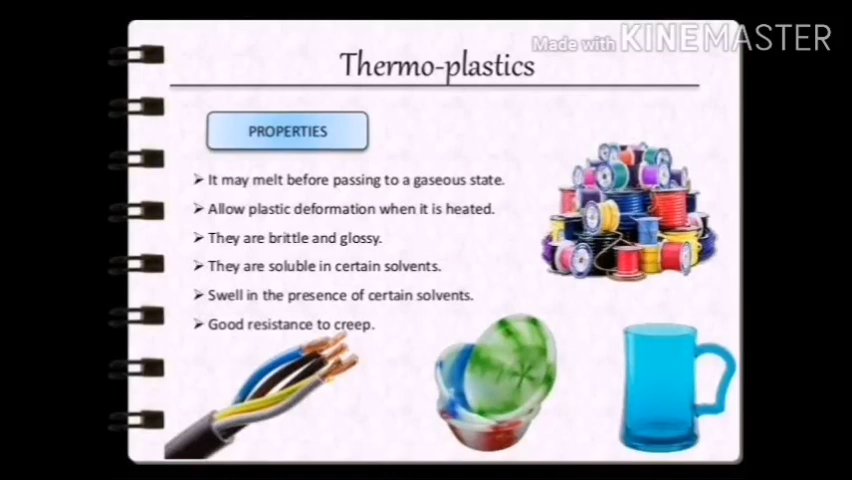 Made with KINEMASTER
Thermo-plastics
PROPERTIES
➢ It may melt before passing to a gaseous state.
➢ Allow plastic deformation when it is heated.
➢ They are brittle and glossy.
➢ They are soluble in certain solvents.
➢ Swell in the presence of certain solvents.
➢ Good resistance to creep.